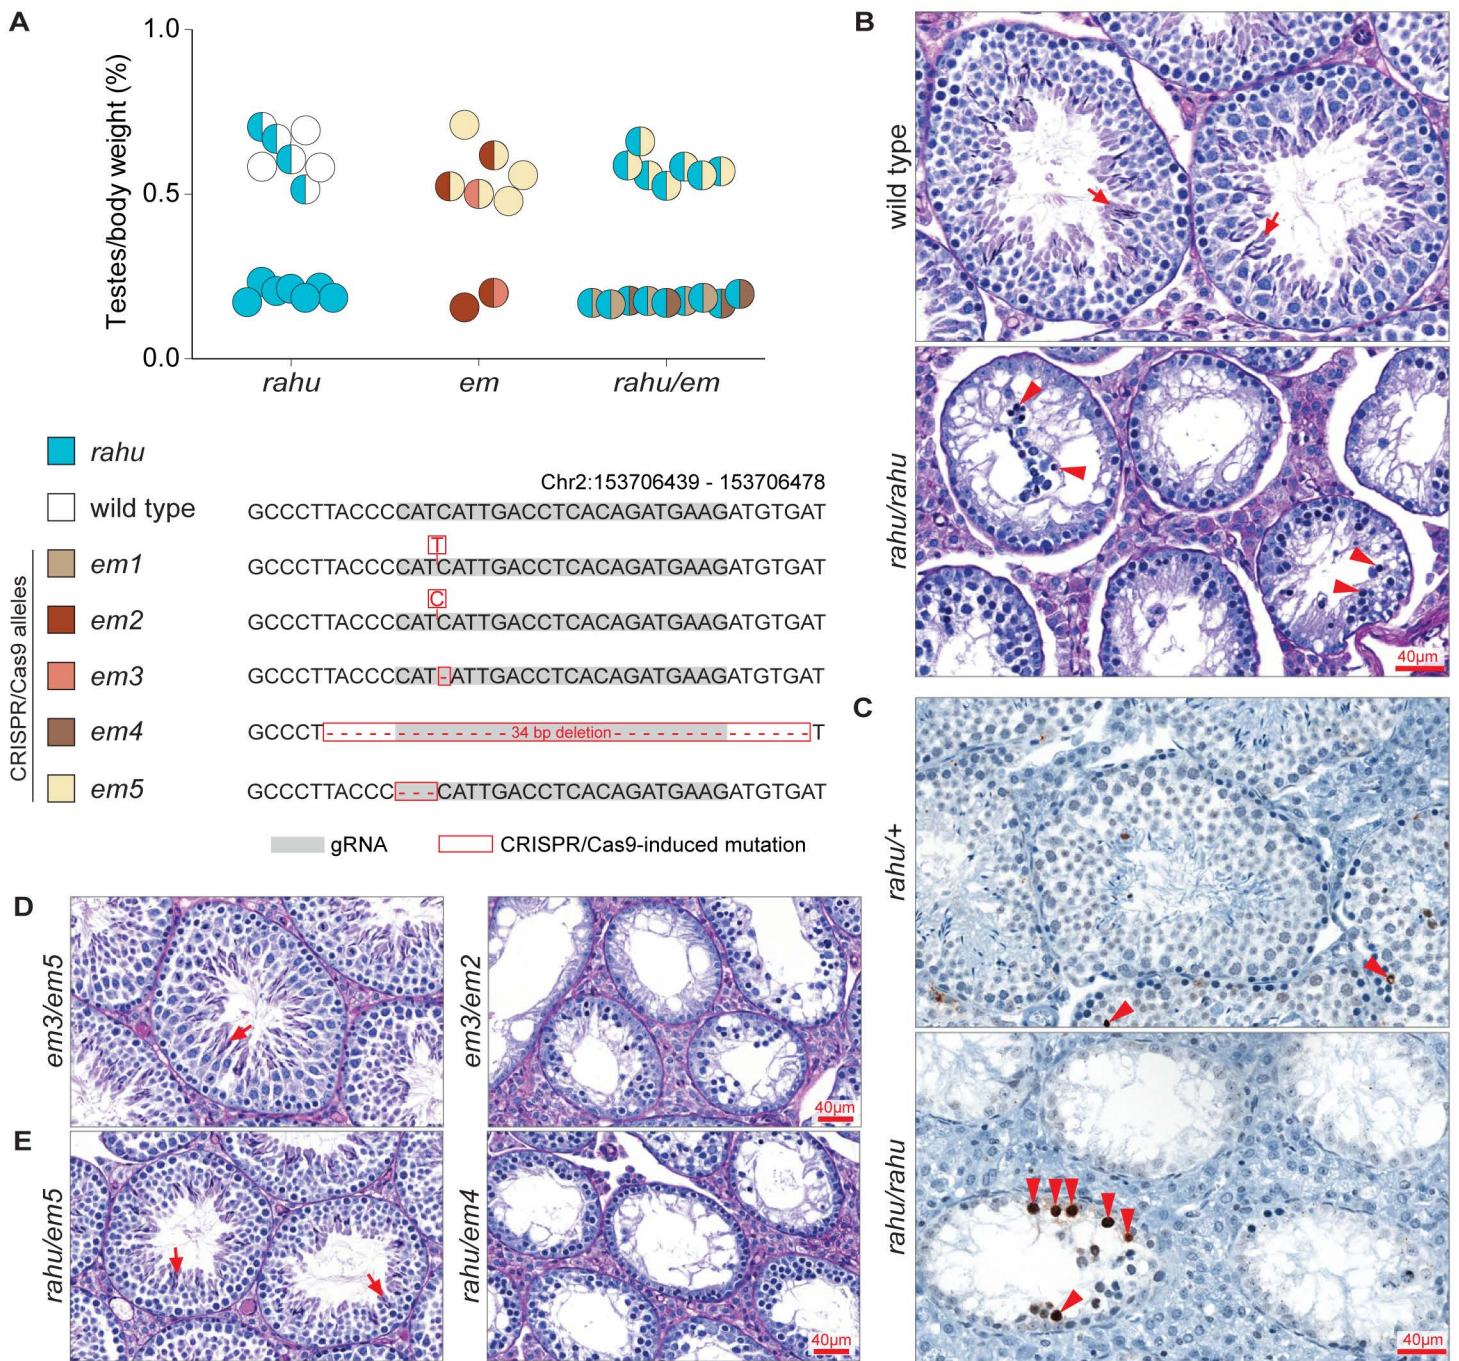 A
1.0
0.5
0.0
Testes/body weight (%)
rahu
em
rahu/em
rahu
wild type
em1
em2
em3
em4
em5
CRISPR/Cas9 alleles
Chr2:153706439 - 153706478
GCCCTTACCCCATCATTGACCTCACAGATGAAGATGTGAT
T
GCCCTTACCCCATCATTGACCTCACAGATGAAGATGTGAT
C
GCCCTTACCCCATCATTGACCTCACAGATGAAGATGTGAT
GCCCTTACCCCAT-ATTGACCTCACAGATGAAGATGTGAT
GCCCT- - - - - - - - - - - - - 34 bp deletion - - - - - - - - - - - - - -T
GCCCTTACCC- - -CATTGACCTCACAGATGAAGATGTGAT
gRNA
CRISPR/Cas9-induced mutation
B
wild type
rahu/rahu
40µm
C
rahu/+
rahu/rahu
40µm
D
em3/em5
em3/em2
40µm
E
rahu/em5
rahu/em4
40µm